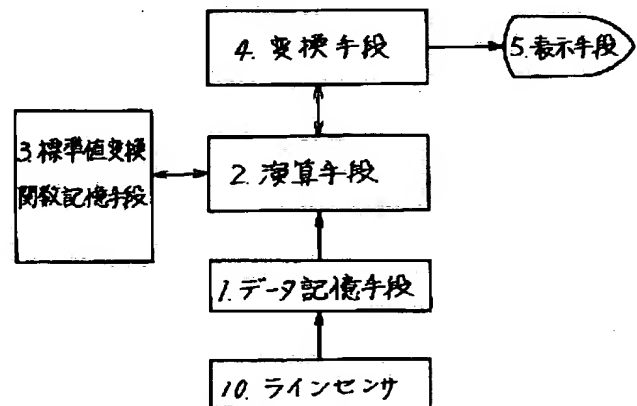 4. 変換手段
5. 表示手段
3. 標準値変換
関数記憶手段
2. 演算手段
1. データ記憶手段
10. ラインセンサ